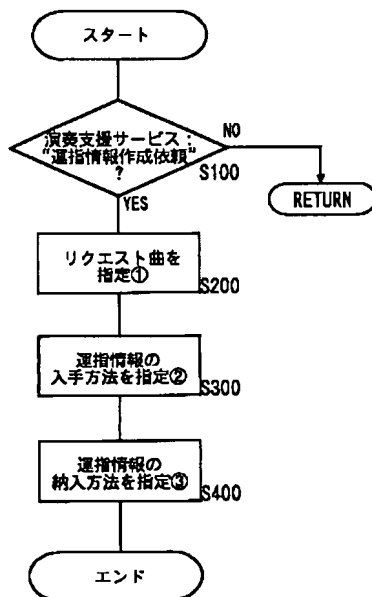 スタート
演奏支援サービス:
“運指情報作成依頼”
?
NO
S100
RETURN
YES
リクエスト曲を
指定①
S200
運指情報の
入手方法を指定②
S300
運指情報の
納入方法を指定③
S400
エンド